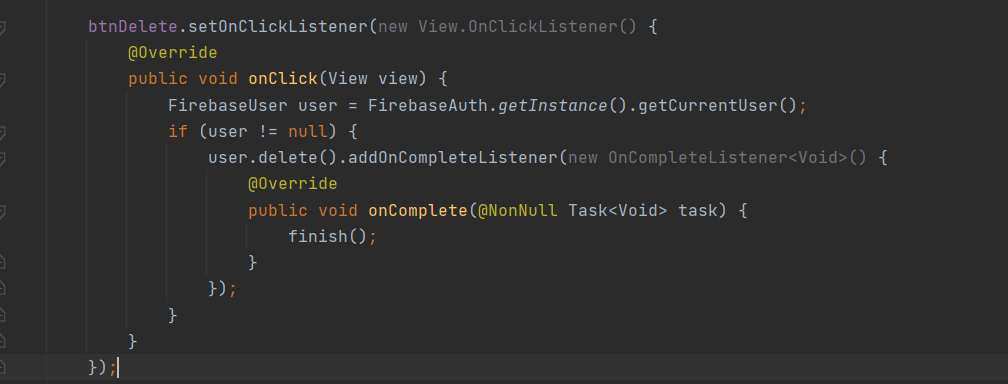 btnDelete.setOnClickListener(new View.OnClickListener() {
@Override
public void onClick(View view) {
FirebaseUser user = FirebaseAuth.getInstance().getCurrentUser();
if (user != null) {
user.delete().addOnCompleteListener(new OnCompleteListener<Void>() {
@Override
public void onComplete(@NonNull Task<Void> task) {
finish();
}
});
}
}
});